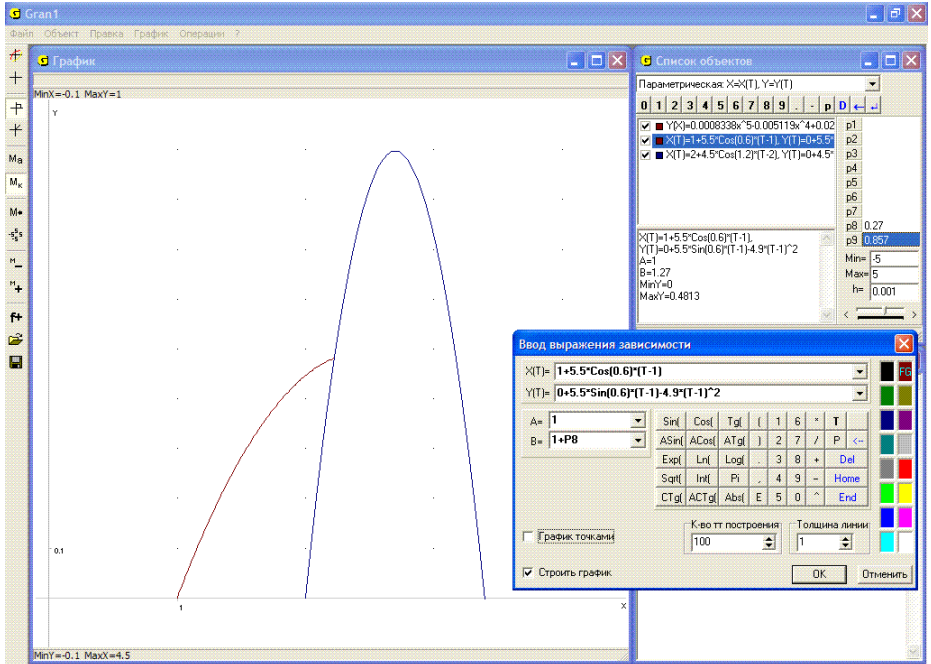 Gran1
Файл Объект Правка График Операции ?
График
MinX=-0.1 MaxY=1
Y
0.1
1
X
MinY=-0.1 MaxX=4.5
Mа
Mк
M•
M
M
f+
Список объектов
Параметрическая: X=X(T), Y=Y(T)
0 1 2 3 4 5 6 7 8 9 . - p D ←
Y(X)=0.0008338x^5-0.005119x^4+0.02
X(T)=1+5.5*Cos(0.6)*(T-1), Y(T)=0+5.5*
X(T)=2+4.5*Cos(1.2)*(T-2), Y(T)=0+4.5*
p1
p2
p3
p4
p5
p6
p7
p8 0.27
p9 0.857
Min= -5
Max= 5
h= 0.001
< >
X(T)=1+5.5*Cos(0.6)*(T-1),
Y(T)=0+5.5*Sin(0.6)*(T-1)-4.9*(T-1)^2
A=1
B=1.27
MinY=0
MaxY=0.4813
Ввод выражения зависимости
X(T)= 1+5.5*Cos(0.6)*(T-1)
Y(T)= 0+5.5*Sin(0.6)*(T-1)-4.9*(T-1)^2
A= 1
B= 1+P8
Sin( Cos( Tg( ( 1 6 * T
ASin( ACos( ATg( ) 2 7 / P <--
Exp( Ln( Log( . 3 8 + Del
Sqrt( Int( Pi , 4 9 - Home
CTg( ACTg( Abs( E 5 0 ^ End
FG
График точками
К-во тт построения
100
Толщина линии
1
Строить график
OK
Отменить